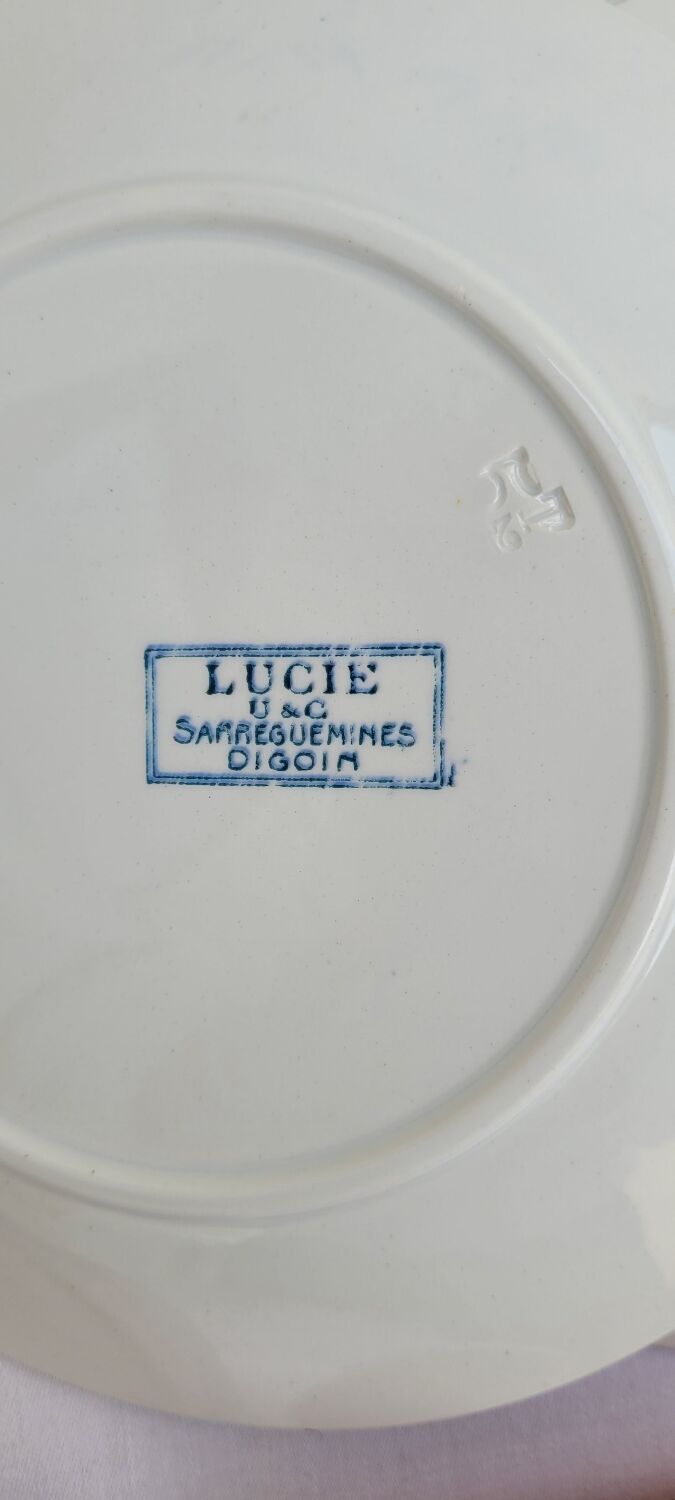 LUCIE
U & C
SARREGUEMINES
DIGOIN